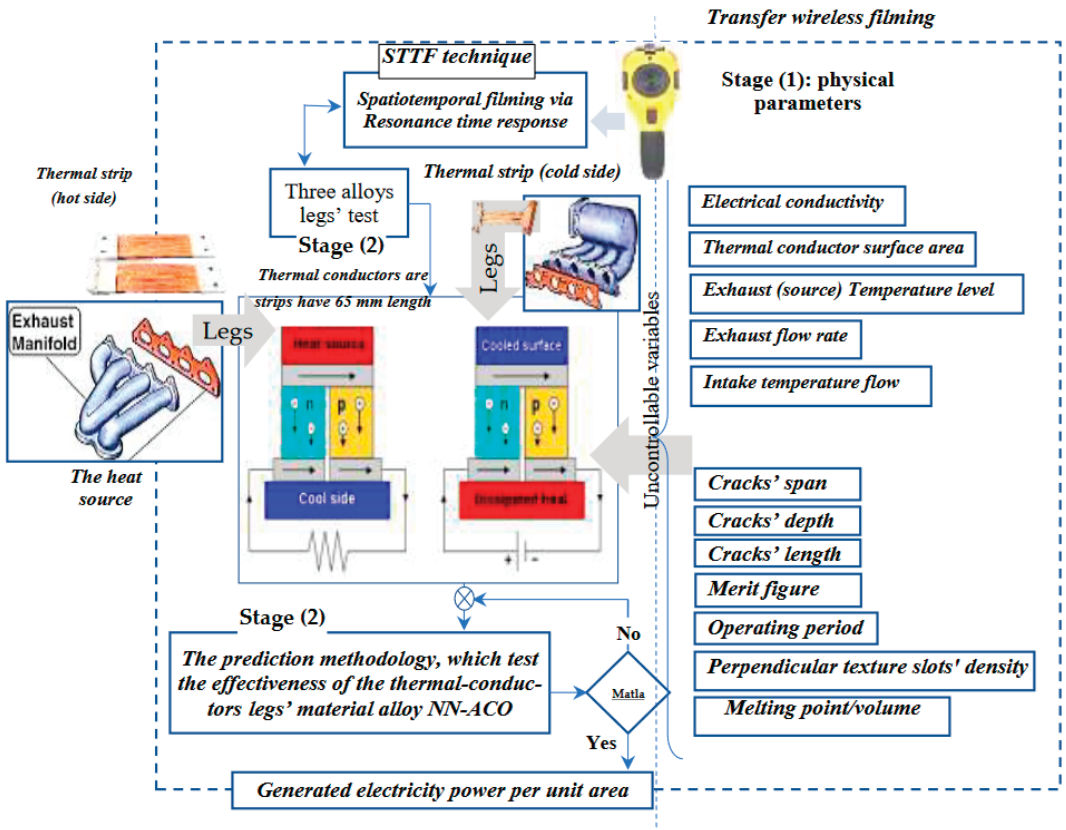 Transfer wireless filming
STTF technique
Spatiotemporal filming via
Resonance time response
Stage (1): physical
parameters
Thermal strip
(hot side)
Three alloys
legs' test
Stage (2)
Thermal strip (cold side)
Thermal conductors are
strips have 65 mm length
Legs
Legs
Exhaust
Manifold
The heat
source
Heat source
n
p
Cool side
Cooled surface
n
p
Dissipated heat
+
-
Uncontrollable variables
Electrical conductivity
Thermal conductor surface area
Exhaust (source) Temperature level
Exhaust flow rate
Intake temperature flow
Cracks' span
Cracks' depth
Cracks' length
Merit figure
Operating period
Perpendicular texture slots' density
Melting point/volume
Stage (2)
The prediction methodology, which test
the effectiveness of the thermal-conduc-
tors legs' material alloy NN-ACO
No
Matla
Yes
Generated electricity power per unit area